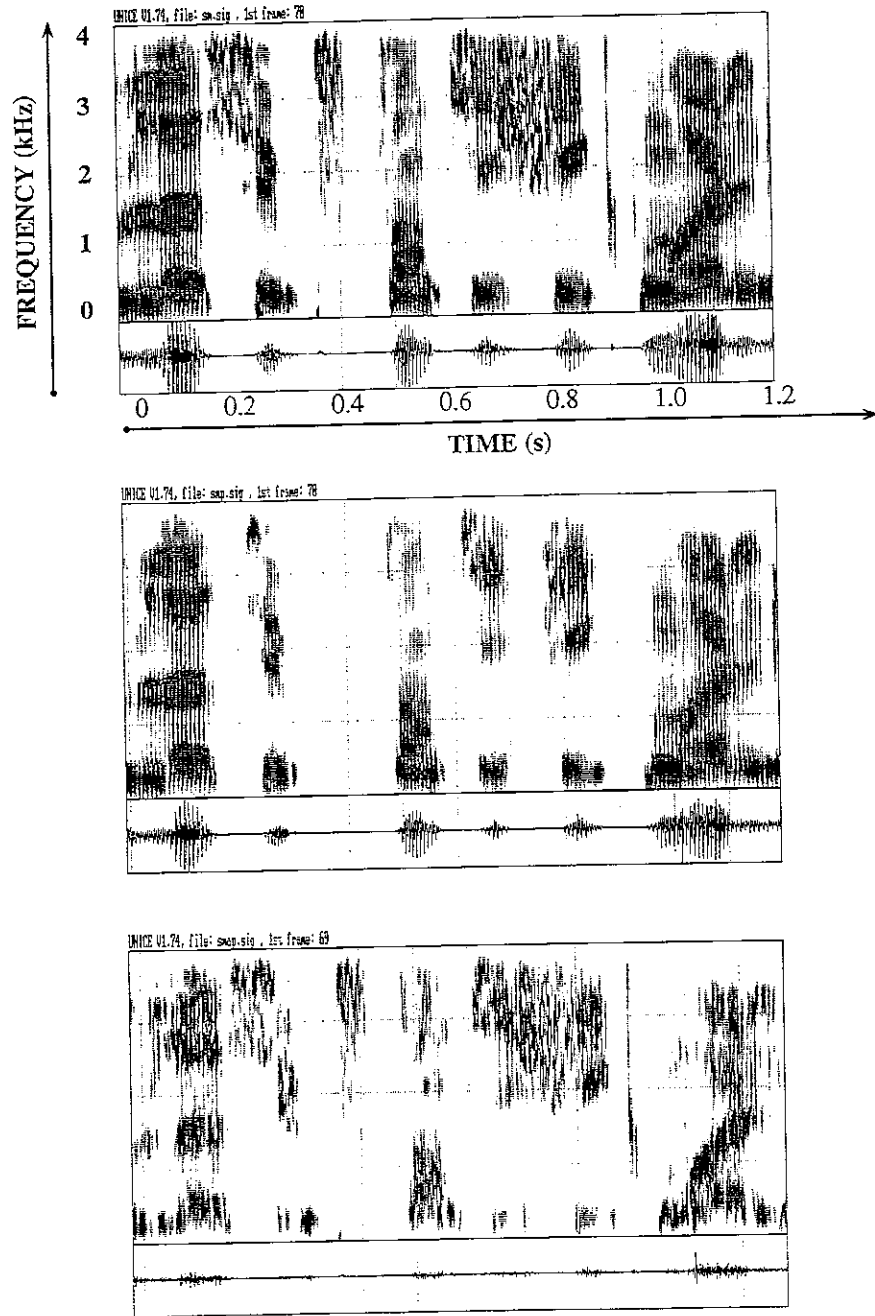 UNICE V1.74, file: sm.sig , 1st frame: 78
4
3
2
1
0
FREQUENCY (kHz)
0 0.2 0.4 0.6 0.8 1.0 1.2
TIME (s)
UNICE V1.74, file: smp.sig , 1st frame: 78
UNICE V1.74, file: smap.sig , 1st frame: 69